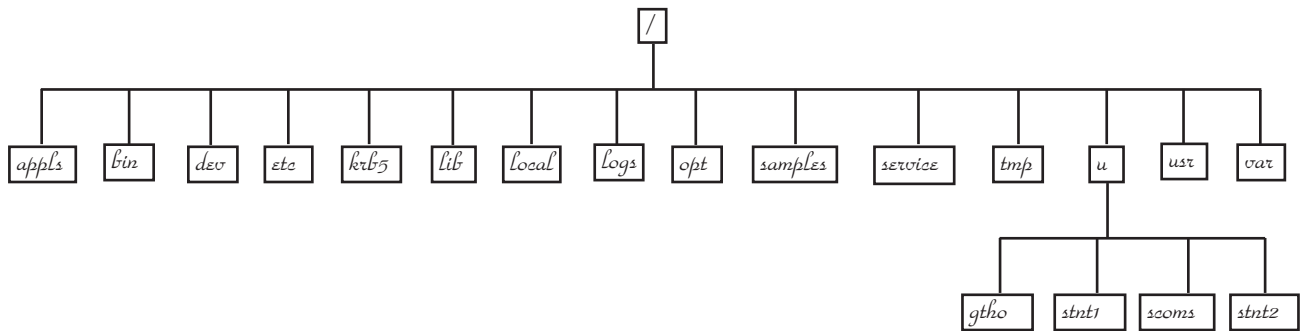 /
appls bin dev etc krb5 lib local logs opt samples service tmp u usr var
gtho stnt1 scoms stnt2